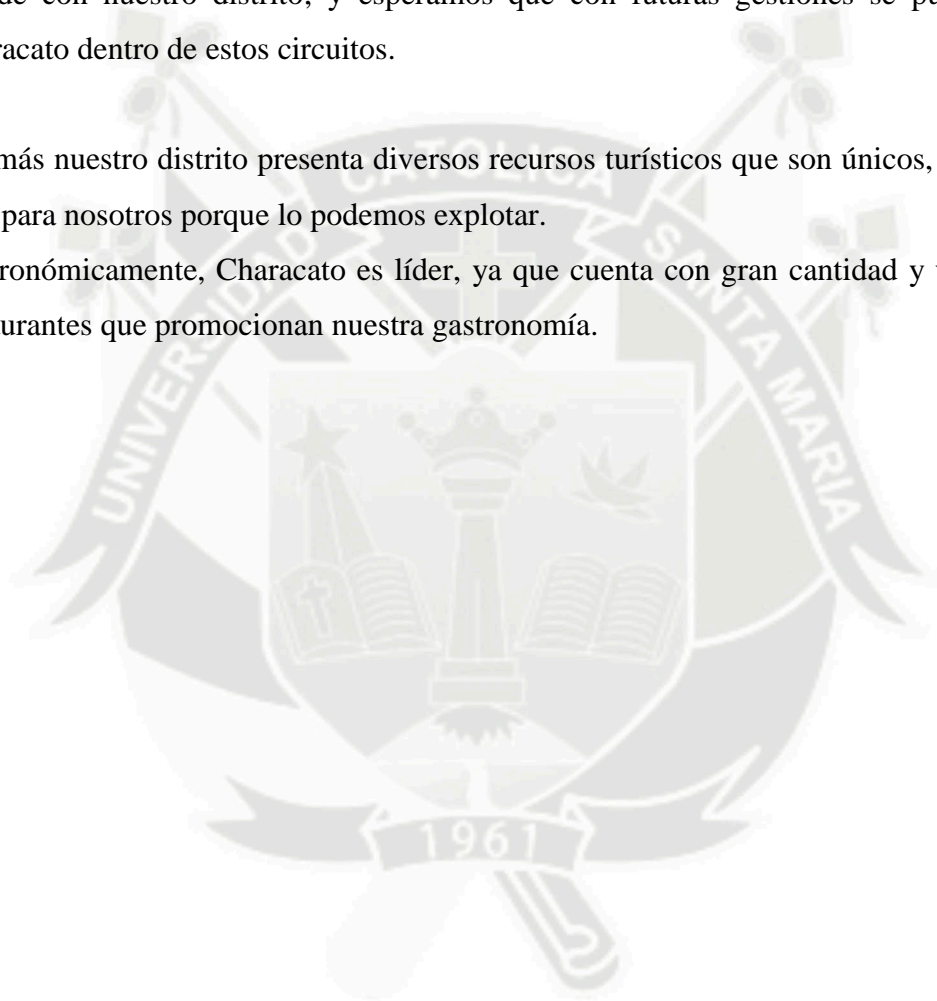 de con nuestro distrito, y esperamos que con futuras gestiones se pu
racato dentro de estos circuitos.
más nuestro distrito presenta diversos recursos turísticos que son únicos,
para nosotros porque lo podemos explotar.
ronómicamente, Characato es líder, ya que cuenta con gran cantidad y v
urantes que promocionan nuestra gastronomía.
UNIVERSIDAD CATOLICA SANTA MARIA
1961